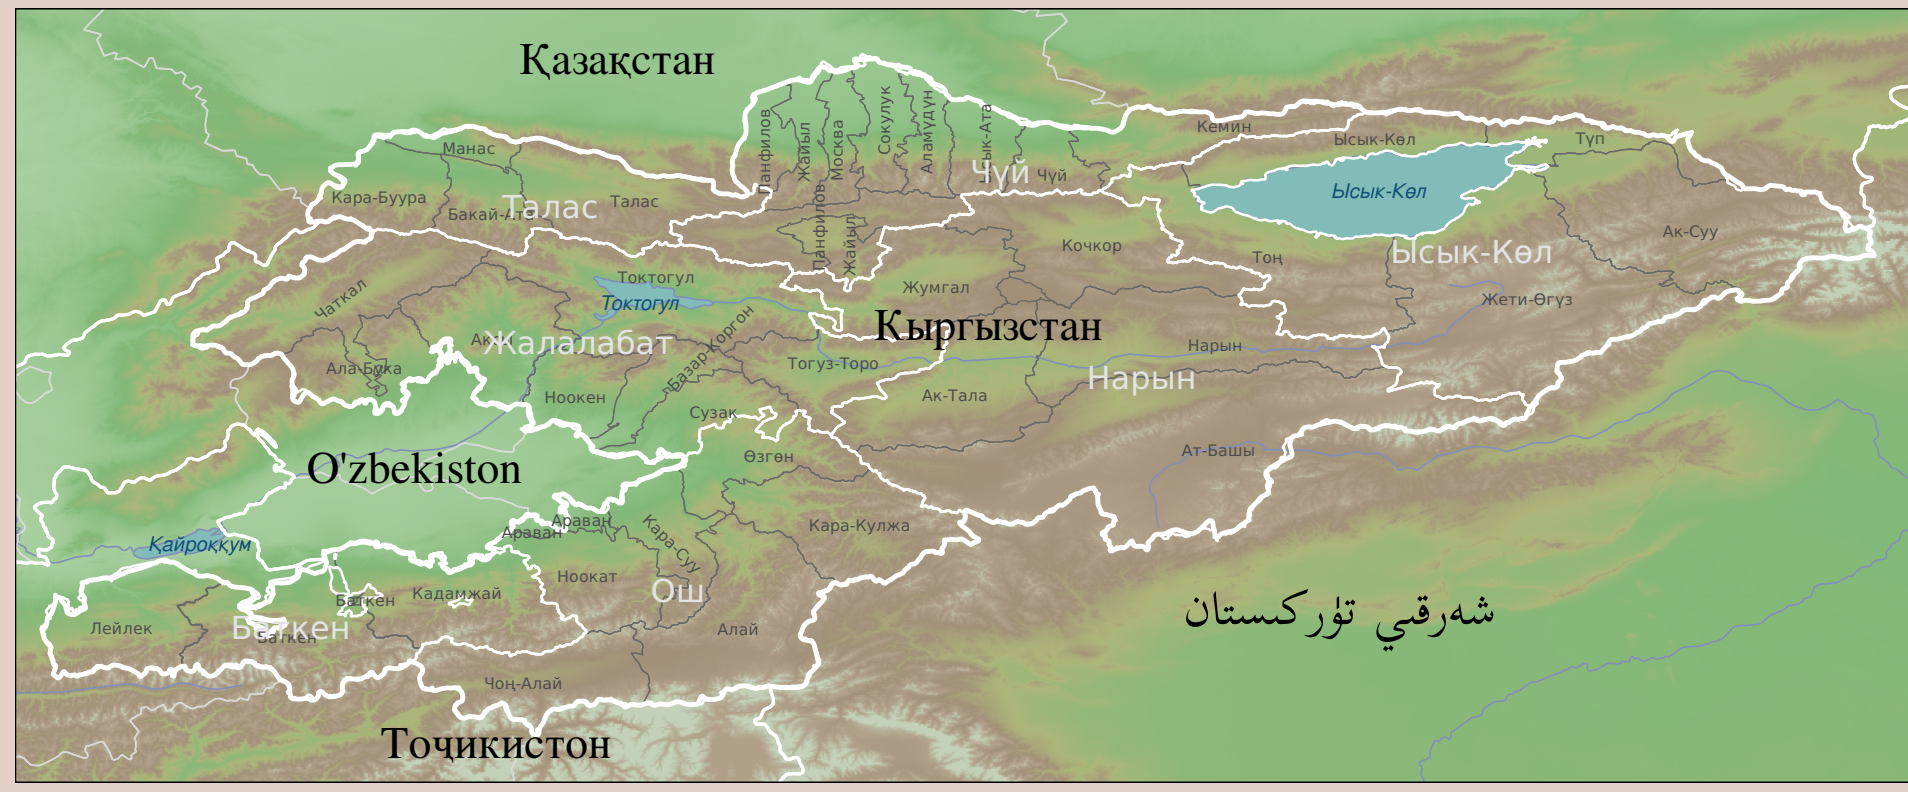 Қазақстан
Панфилов
Жайыл
Москва
Сокулук
Аламүдүн
Ысык-Ата
Чүй
Чүй
Кемин
Ысык-Көл
Түп
Манас
Кара-Буура
Бакай-Ата
Талас
Талас
Ысык-Көл
Панфилов
Жайыл
Кочкор
Тоң
Ысык-Көл
Ак-Суу
Чаткал
Токтогул
Токтогул
Жумгал
Жети-Өгүз
Кыргызстан
Жалалабат
Базар-Коргон
Нарын
Ала-Бука
Тогуз-Торо
Нарын
Ноокен
Ак-Тала
Сузак
O'zbekiston
Өзгөн
Ат-Башы
Араван
Араван
Кара-Суу
Кара-Кулжа
Қайроққум
Ноокат
Баткен
Кадамжай
Ош
شەرقىي تۈركىستان
Лейлек
Баткен
Баткен
Алай
Чоң-Алай
Тоҷикистон